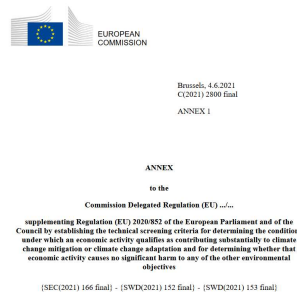 EUROPEAN
COMMISSION
Brussels, 4.6.2021
C(2021) 2800 final
ANNEX 1
ANNEX
to the
Commission Delegated Regulation (EU) .../...
supplementing Regulation (EU) 2020/852 of the European Parliament and of the
Council by establishing the technical screening criteria for determining the condition
under which an economic activity qualifies as contributing substantially to climate
change mitigation or climate change adaptation and for determining whether that
economic activity causes no significant harm to any of the other environmental
objectives
{SEC(2021) 166 final} - {SWD(2021) 152 final} - {SWD(2021) 153 final}